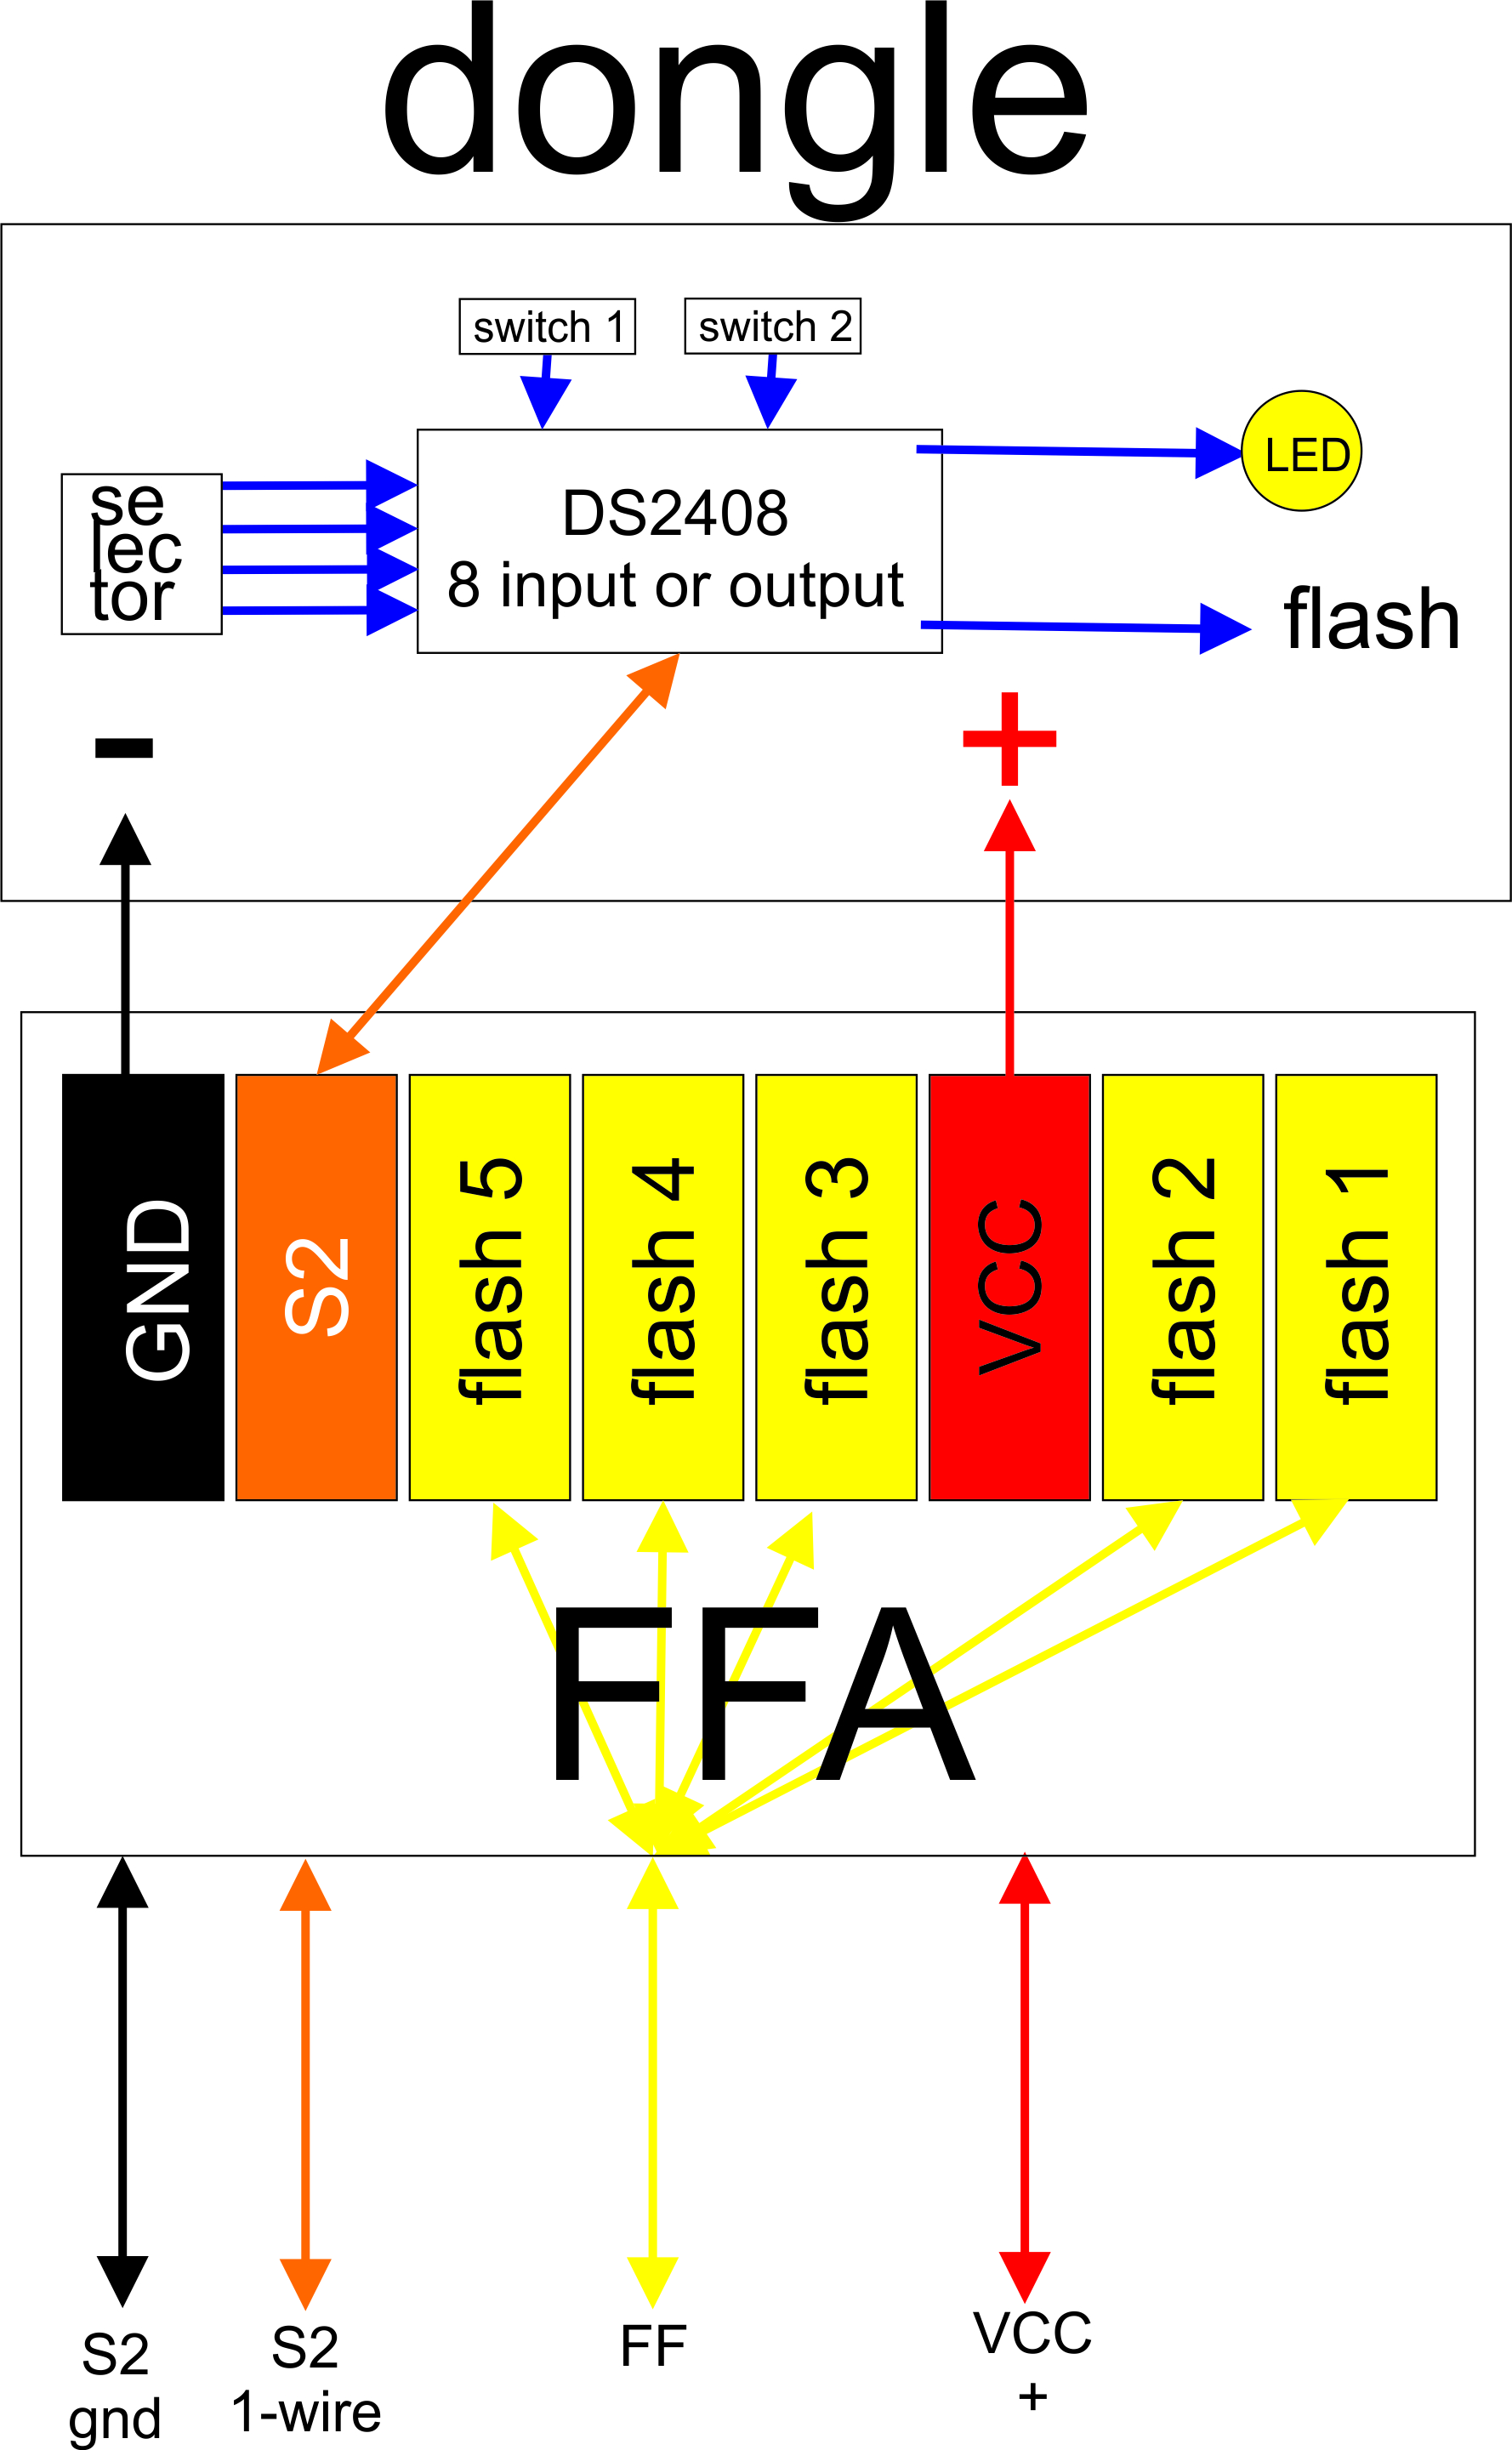 dongle
switch 1
switch 2
LED
se
lec
tor
DS2408
8 input or output
flash
-
+
GND
S2
flash 5
flash 4
flash 3
VCC
flash 2
flash 1
FFA
S2
gnd
S2
1-wire
FF
VCC
+